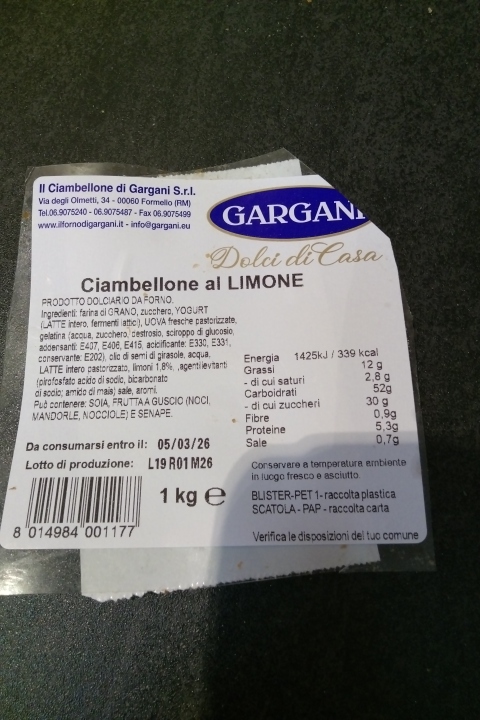 Il Ciambellone di Gargani S.r.l.
Via degli Olmetti, 34 - 00060 Formello (RM)
Tel.06.9075240 - 06.9075487 - Fax 06.9075499
www.ilfornodigargani.it - info@gargani.eu
GARGANI
Dolci di Casa
Ciambellone al LIMONE
PRODOTTO DOLCIARIO DA FORNO.
Ingredienti: farina di GRANO, zucchero, YOGURT
(LATTE intero, fermenti lattici), UOVA fresche pastorizzate,
gelatina (acqua, zucchero, destrosio, sciroppo di glucosio,
addensanti: E407, E406, E415, acidificante: E330, E331,
conservante: E202), olio di semi di girasole, acqua,
LATTE intero pastorizzato, limoni 1,8%, ,agenti lievitanti
(pirofosfato acido di sodio, bicarbonato
di sodio; amido di mais) sale, aromi.
Può contenere: SOIA, FRUTTA A GUSCIO (NOCI,
MANDORLE, NOCCIOLE) E SENAPE.
Energia 1425kJ / 339 kcal
Grassi 12 g
- di cui saturi 2,8 g
Carboidrati 52g
- di cui zuccheri 30 g
Fibre 0,9g
Proteine 5,3g
Sale 0,7g
Da consumarsi entro il: 05/03/26
Lotto di produzione: L19 R01 M26
1 kg e
8 014984 001177
Conservare a temperatura ambiente
in luogo fresco e asciutto.
BLISTER-PET 1- raccolta plastica
SCATOLA - PAP - raccolta carta
Verifica le disposizioni del tuo comune